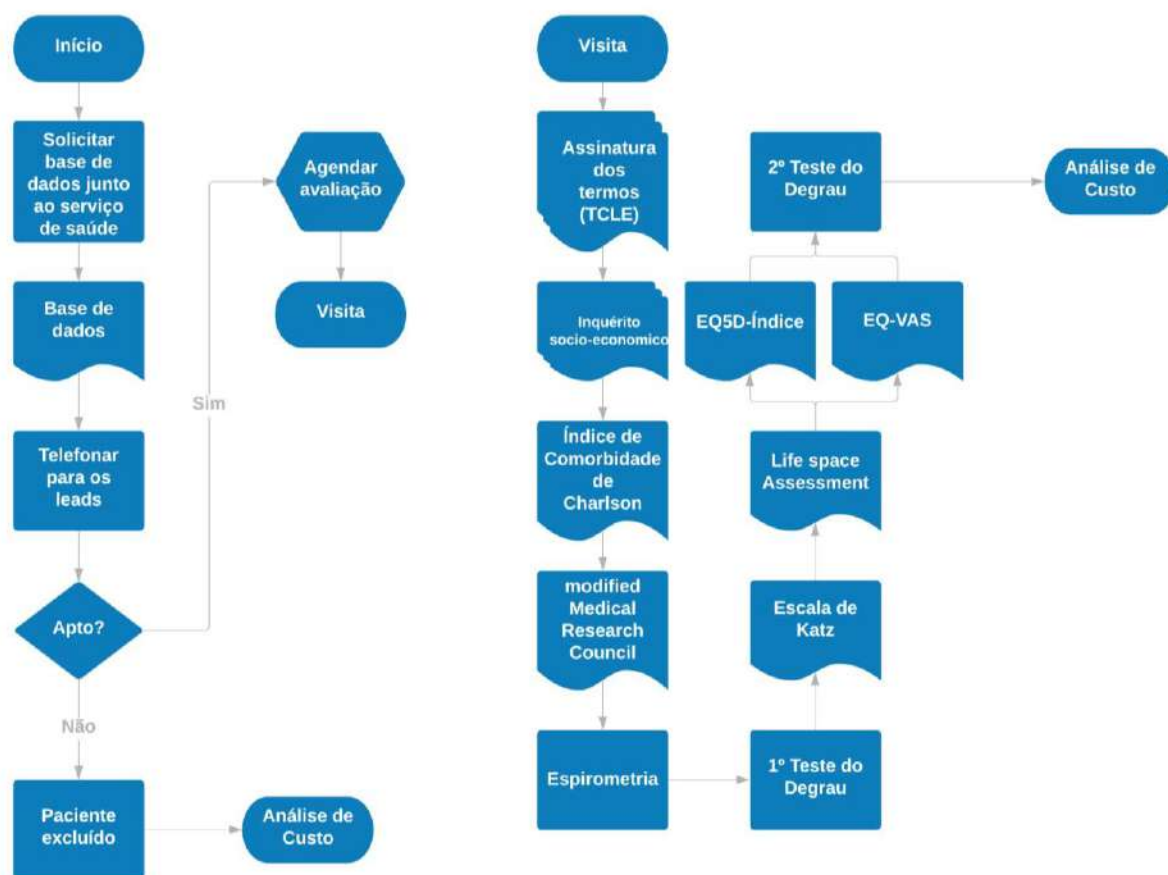 Início
Solicitar
base de
dados junto
ao serviço
de saúde
Base de
dados
Telefonar
para os
leads
Apto?
Sim
Não
Agendar
avaliação
Visita
Paciente
excluído
Análise de
Custo
Visita
Assinatura
dos
termos
(TCLE)
Inquérito
socio-economico
Índice de
Comorbidade
de
Charlson
modified
Medical
Research
Council
Espirometria
1º Teste do
Degrau
Escala de
Katz
Life space
Assessment
EQ5D-Índice
EQ-VAS
2º Teste do
Degrau
Análise de
Custo